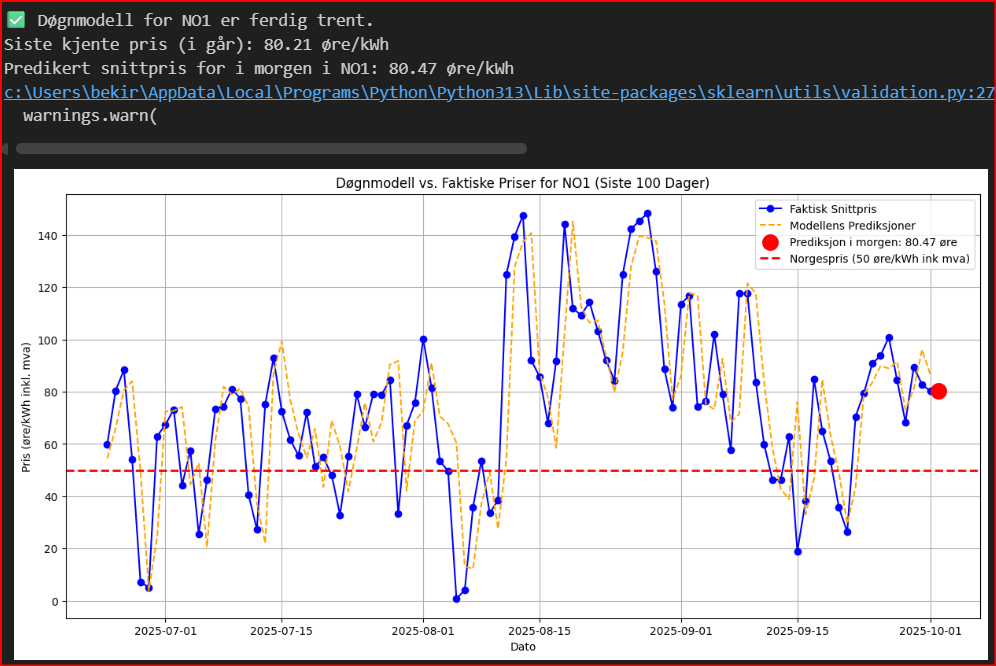 ✅ Døgnmodell for NO1 er ferdig trent.
Siste kjente pris (i går): 80.21 øre/kWh
Predikert snittpris for i morgen i NO1: 80.47 øre/kWh
c:\Users\bekir\AppData\Local\Programs\Python\Python313\Lib\site-packages\sklearn\utils\validation.py:27
warnings.warn(
Døgnmodell vs. Faktiske Priser for NO1 (Siste 100 Dager)
Faktisk Snittpris
Modellens Prediksjoner
Prediksjon i morgen: 80.47 øre
Norgespris (50 øre/kWh ink mva)
Pris (øre/kWh inkl. mva)
140
120
100
80
60
40
20
0
2025-07-01
2025-07-15
2025-08-01
2025-08-15
2025-09-01
2025-09-15
2025-10-01
Dato